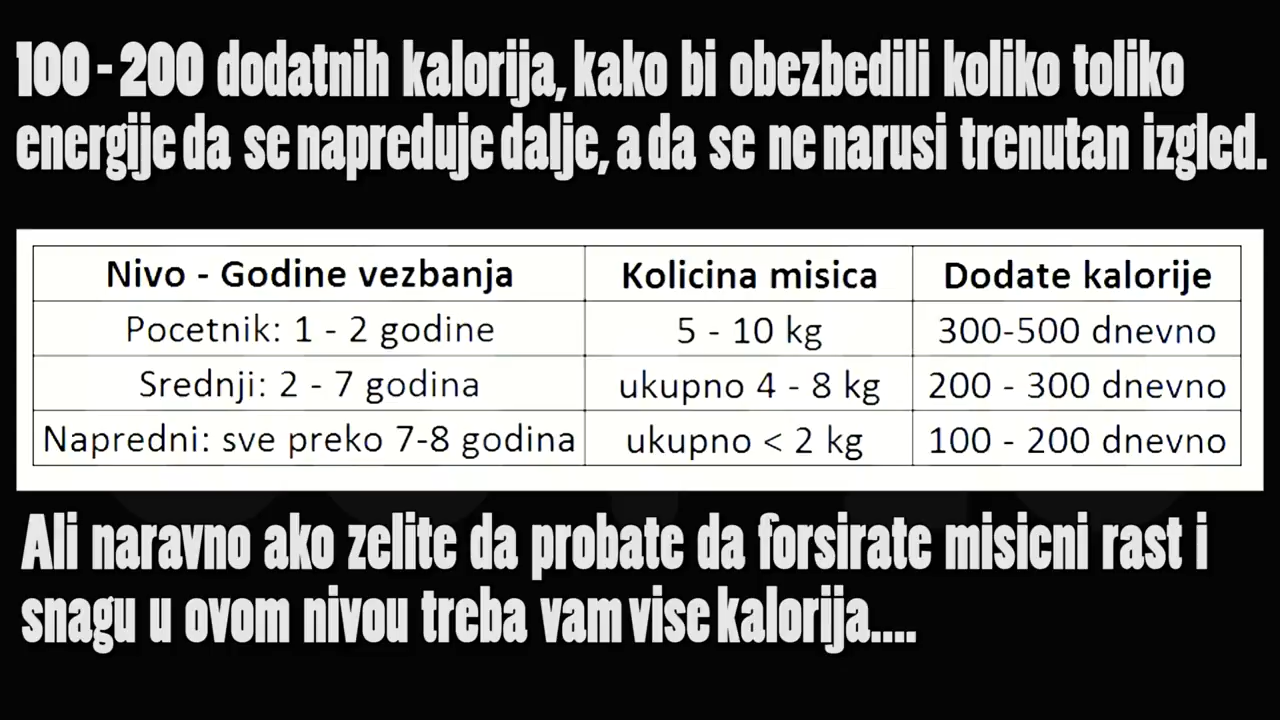 100 - 200 dodatnih kalorija, kako bi obezbedili koliko toliko
energije da se napreduje dalje, a da se ne narusi trenutan izgled.
Nivo - Godine vezbanja Kolicina misica Dodate kalorije
Pocetnik: 1 - 2 godine 5 - 10 kg 300-500 dnevno
Srednji: 2 - 7 godina ukupno 4 - 8 kg 200 - 300 dnevno
Napredni: sve preko 7-8 godina ukupno < 2 kg 100 - 200 dnevno
Ali naravno ako zelite da probate da forsirate misicni rast i
snagu u ovom nivou treba vam vise kalorija....